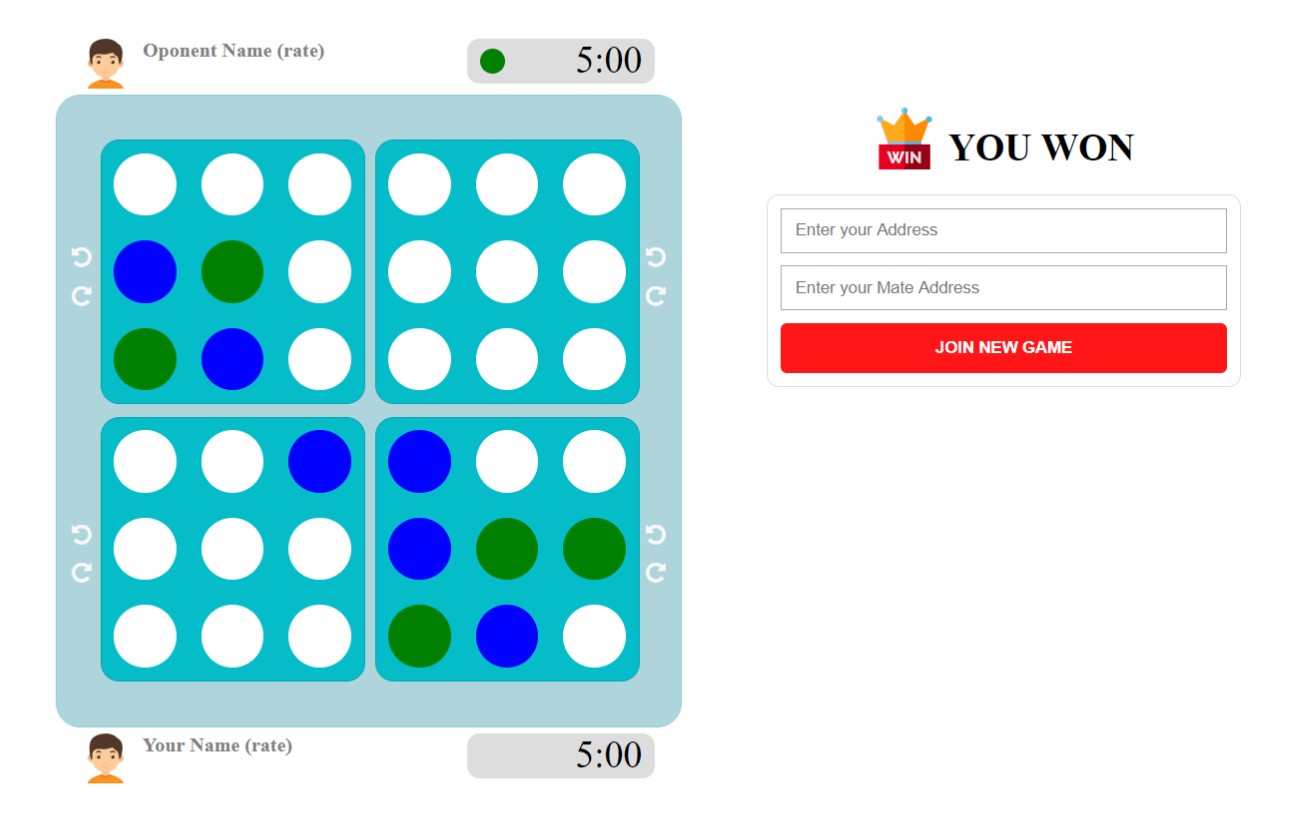 Oponent Name (rate)
5:00
WIN
YOU WON
Enter your Address
Enter your Mate Address
JOIN NEW GAME
Your Name (rate)
5:00